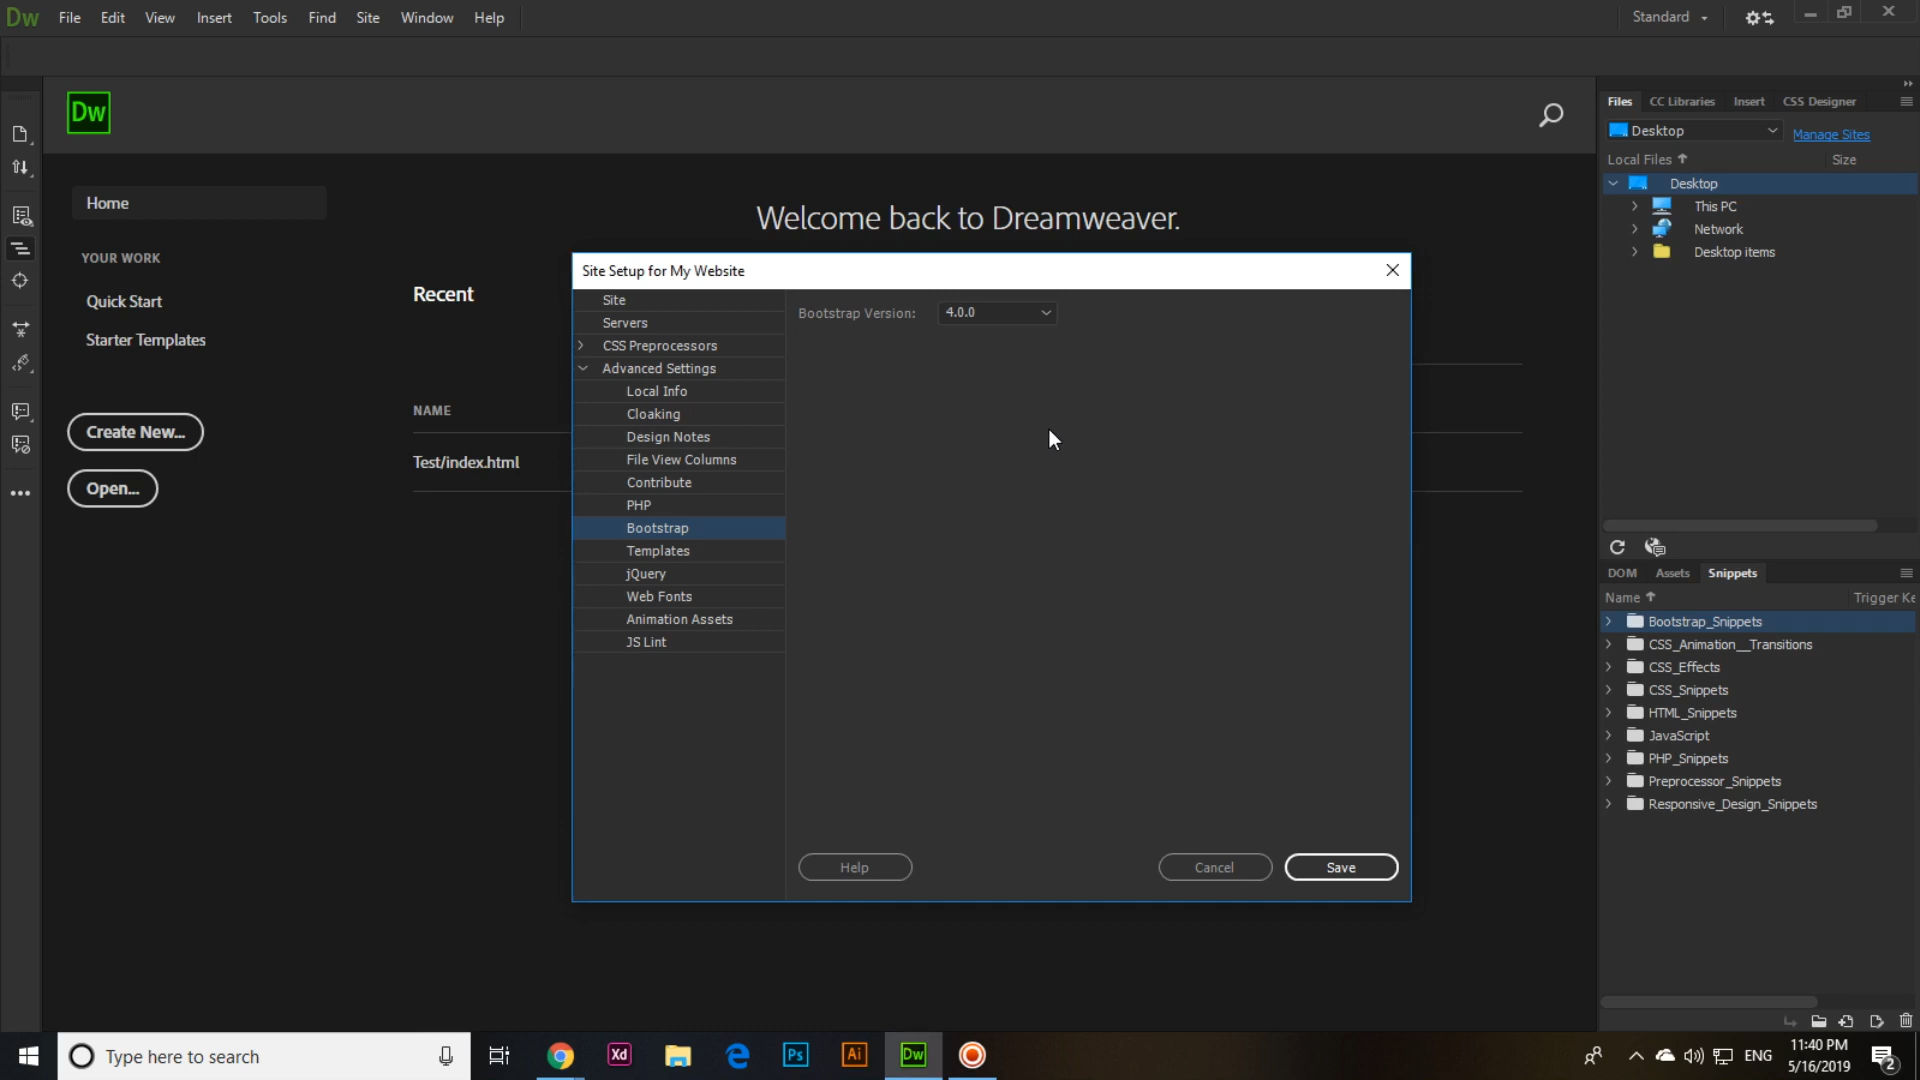 Dw File Edit View Insert Tools Find Site Window Help Standard
Files CC Libraries Insert CSS Designer
Dw
Desktop Manage Sites
Local Files Size
Desktop
This PC
Network
Desktop items
Home
YOUR WORK
Quick Start
Starter Templates
Create New...
Open...
Welcome back to Dreamweaver.
Recent
NAME
Test/index.html
Site Setup for My Website
Site
Servers
CSS Preprocessors
Advanced Settings
Local Info
Cloaking
Design Notes
File View Columns
Contribute
PHP
Bootstrap
Templates
jQuery
Web Fonts
Animation Assets
JS Lint
Bootstrap Version: 4.0.0
Help Cancel Save
DOM Assets Snippets
Name Trigger Ke
Bootstrap_Snippets
CSS_Animation__Transitions
CSS_Effects
CSS_Snippets
HTML_Snippets
JavaScript
PHP_Snippets
Preprocessor_Snippets
Responsive_Design_Snippets
Type here to search
Xd
Ps
Ai
Dw
ENG
11:40 PM
5/16/2019
2